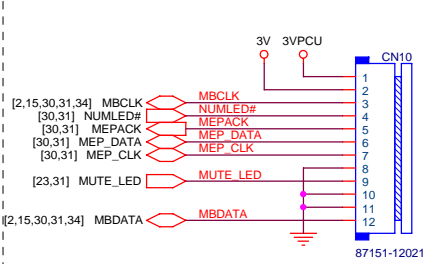 3V 3VPCU
CN10
1
2
[2,15,30,31,34] MBCLK MBCLK 3
[30,31] NUMLED# NUMLED# 4
[30,31] MEPACK MEPACK 5
[30,31] MEP_DATA MEP_DATA 6
[30,31] MEP_CLK MEP_CLK 7
8
[23,31] MUTE_LED MUTE_LED 9
10
11
[2,15,30,31,34] MBDATA MBDATA 12
87151-12021